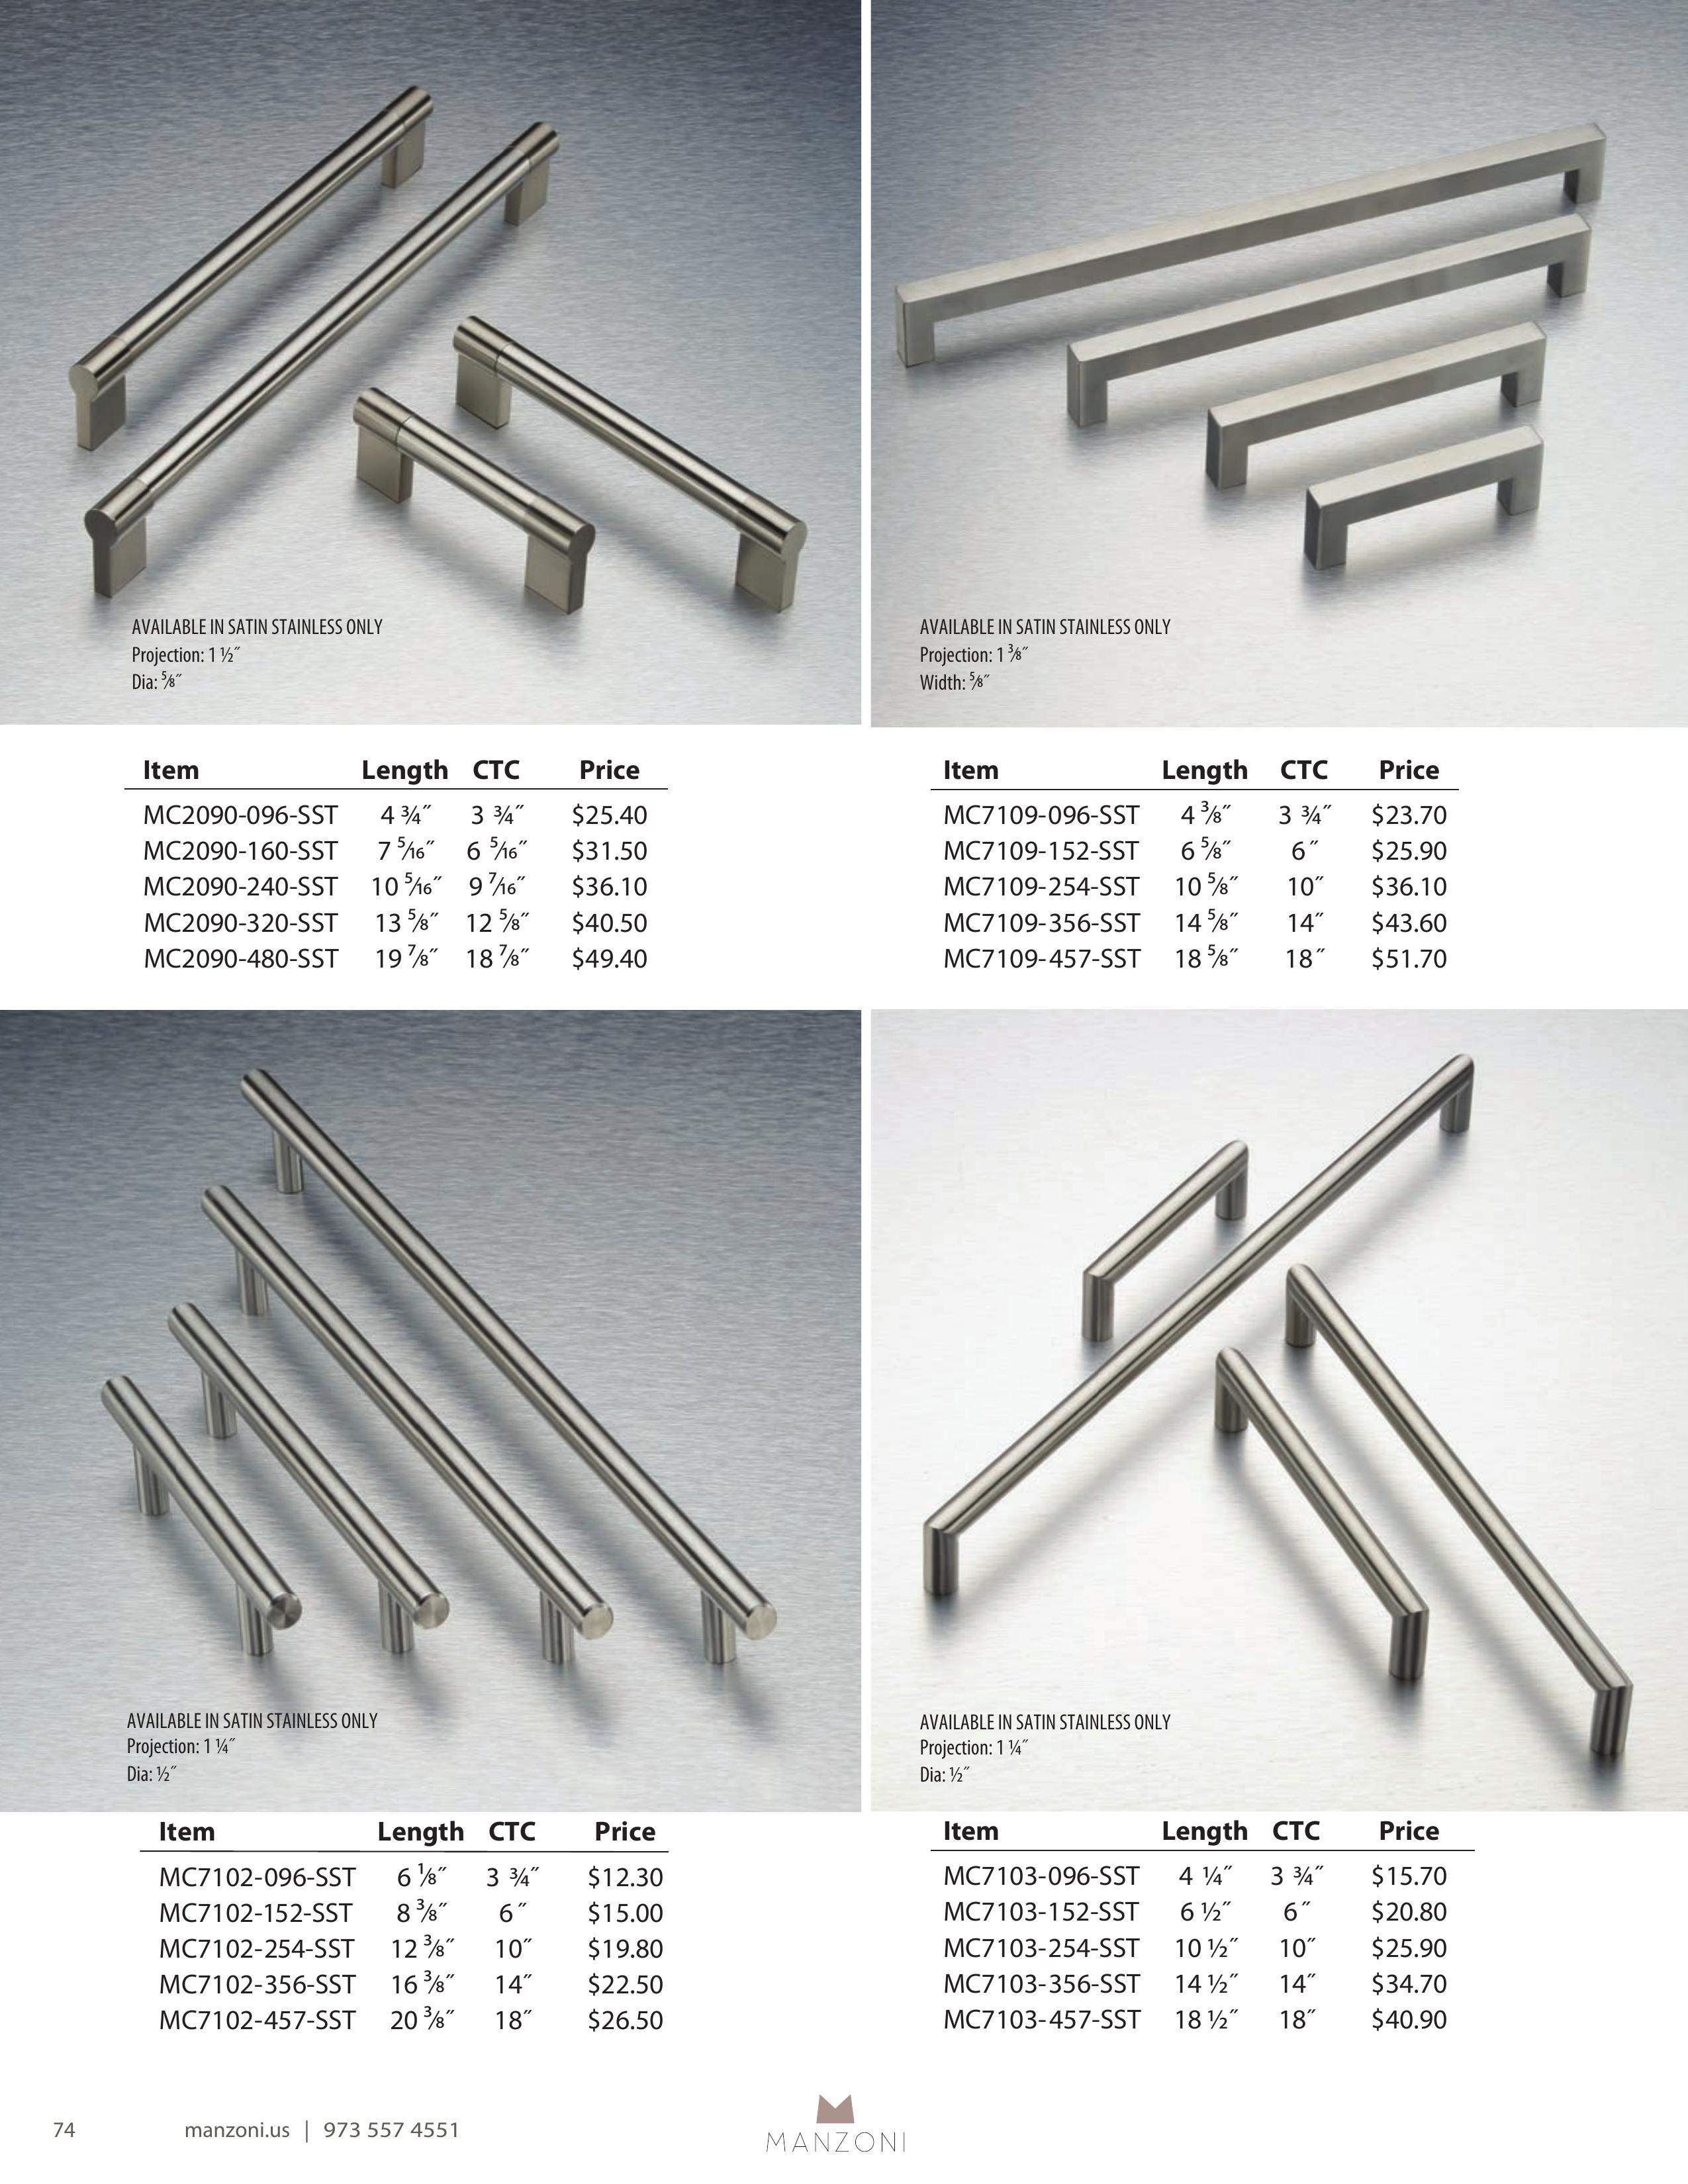 AVAILABLE IN SATIN STAINLESS ONLY
Projection: 1 ½″
Dia: ⅝″
Item Length CTC Price
MC2090-096-SST 4 ¾″ 3 ¾″ $25.40
MC2090-160-SST 7 5⁄16″ 6 5⁄16″ $31.50
MC2090-240-SST 10 5⁄16″ 9 7⁄16″ $36.10
MC2090-320-SST 13 ⅝″ 12 ⅝″ $40.50
MC2090-480-SST 19 ⅞″ 18 ⅞″ $49.40
AVAILABLE IN SATIN STAINLESS ONLY
Projection: 1 ⅜″
Width: ⅝″
Item Length CTC Price
MC7109-096-SST 4 ⅜″ 3 ¾″ $23.70
MC7109-152-SST 6 ⅝″ 6″ $25.90
MC7109-254-SST 10 ⅝″ 10″ $36.10
MC7109-356-SST 14 ⅝″ 14″ $43.60
MC7109-457-SST 18 ⅝″ 18″ $51.70
AVAILABLE IN SATIN STAINLESS ONLY
Projection: 1 ¼″
Dia: ½″
Item Length CTC Price
MC7102-096-SST 6 ⅛″ 3 ¾″ $12.30
MC7102-152-SST 8 ⅜″ 6″ $15.00
MC7102-254-SST 12 ⅜″ 10″ $19.80
MC7102-356-SST 16 ⅜″ 14″ $22.50
MC7102-457-SST 20 ⅜″ 18″ $26.50
AVAILABLE IN SATIN STAINLESS ONLY
Projection: 1 ¼″
Dia: ½″
Item Length CTC Price
MC7103-096-SST 4 ¼″ 3 ¾″ $15.70
MC7103-152-SST 6 ½″ 6″ $20.80
MC7103-254-SST 10 ½″ 10″ $25.90
MC7103-356-SST 14 ½″ 14″ $34.70
MC7103-457-SST 18 ½″ 18″ $40.90
74 manzoni.us | 973 557 4551
MANZONI